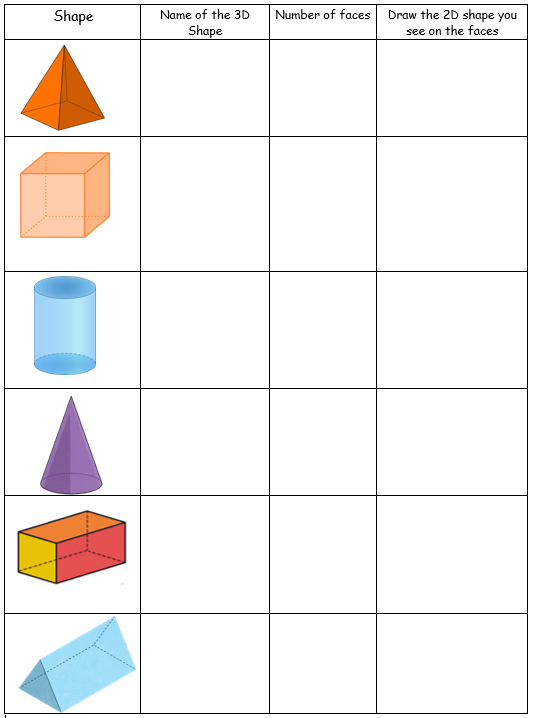 Shape
Name of the 3D
Shape
Number of faces
Draw the 2D shape you
see on the faces